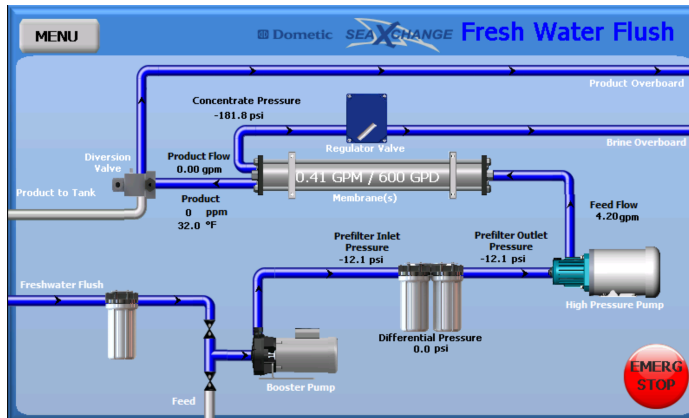 MENU
Dometic SEAXCHANGE Fresh Water Flush
Product Overboard
Concentrate Pressure
-181.8 psi
Regulator Valve
Brine Overboard
Diversion
Valve
Product Flow
0.00 gpm
0.41 GPM / 600 GPD
Membrane(s)
Product to Tank
Product
0 ppm
32.0 °F
Feed Flow
4.20gpm
Prefilter Inlet
Pressure
-12.1 psi
Prefilter Outlet
Pressure
-12.1 psi
Freshwater Flush
High Pressure Pump
Differential Pressure
0.0 psi
Booster Pump
Feed
EMERG
STOP